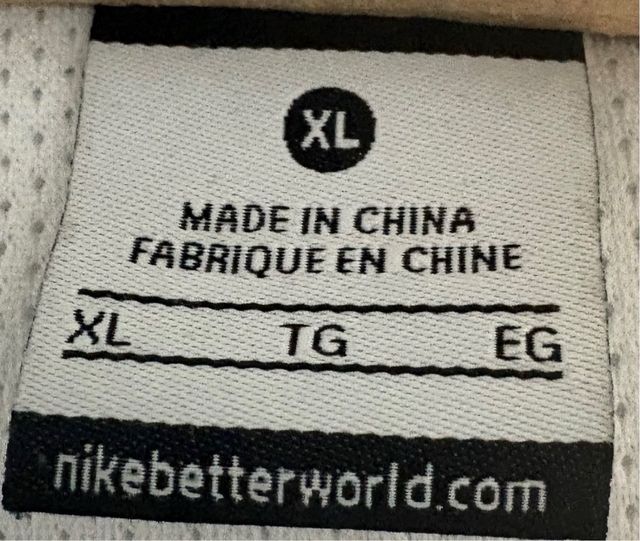 XL
MADE IN CHINA
FABRIQUE EN CHINE
XL TG EG
nikebetterworld.com